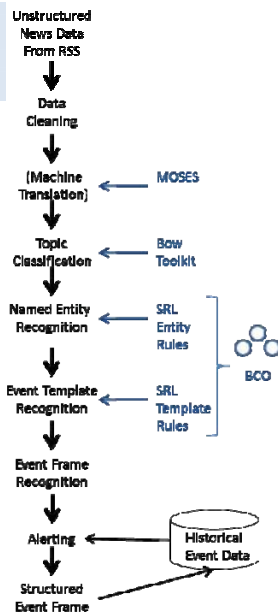 Unstructured
News Data
From RSS
Data
Cleaning
(Machine
Translation)
MOSES
Topic
Classification
Bow
Toolkit
Named Entity
Recognition
SRL
Entity
Rules
BCO
Event Template
Recognition
SRL
Template
Rules
Event Frame
Recognition
Alerting
Historical
Event Data
Structured
Event Frame